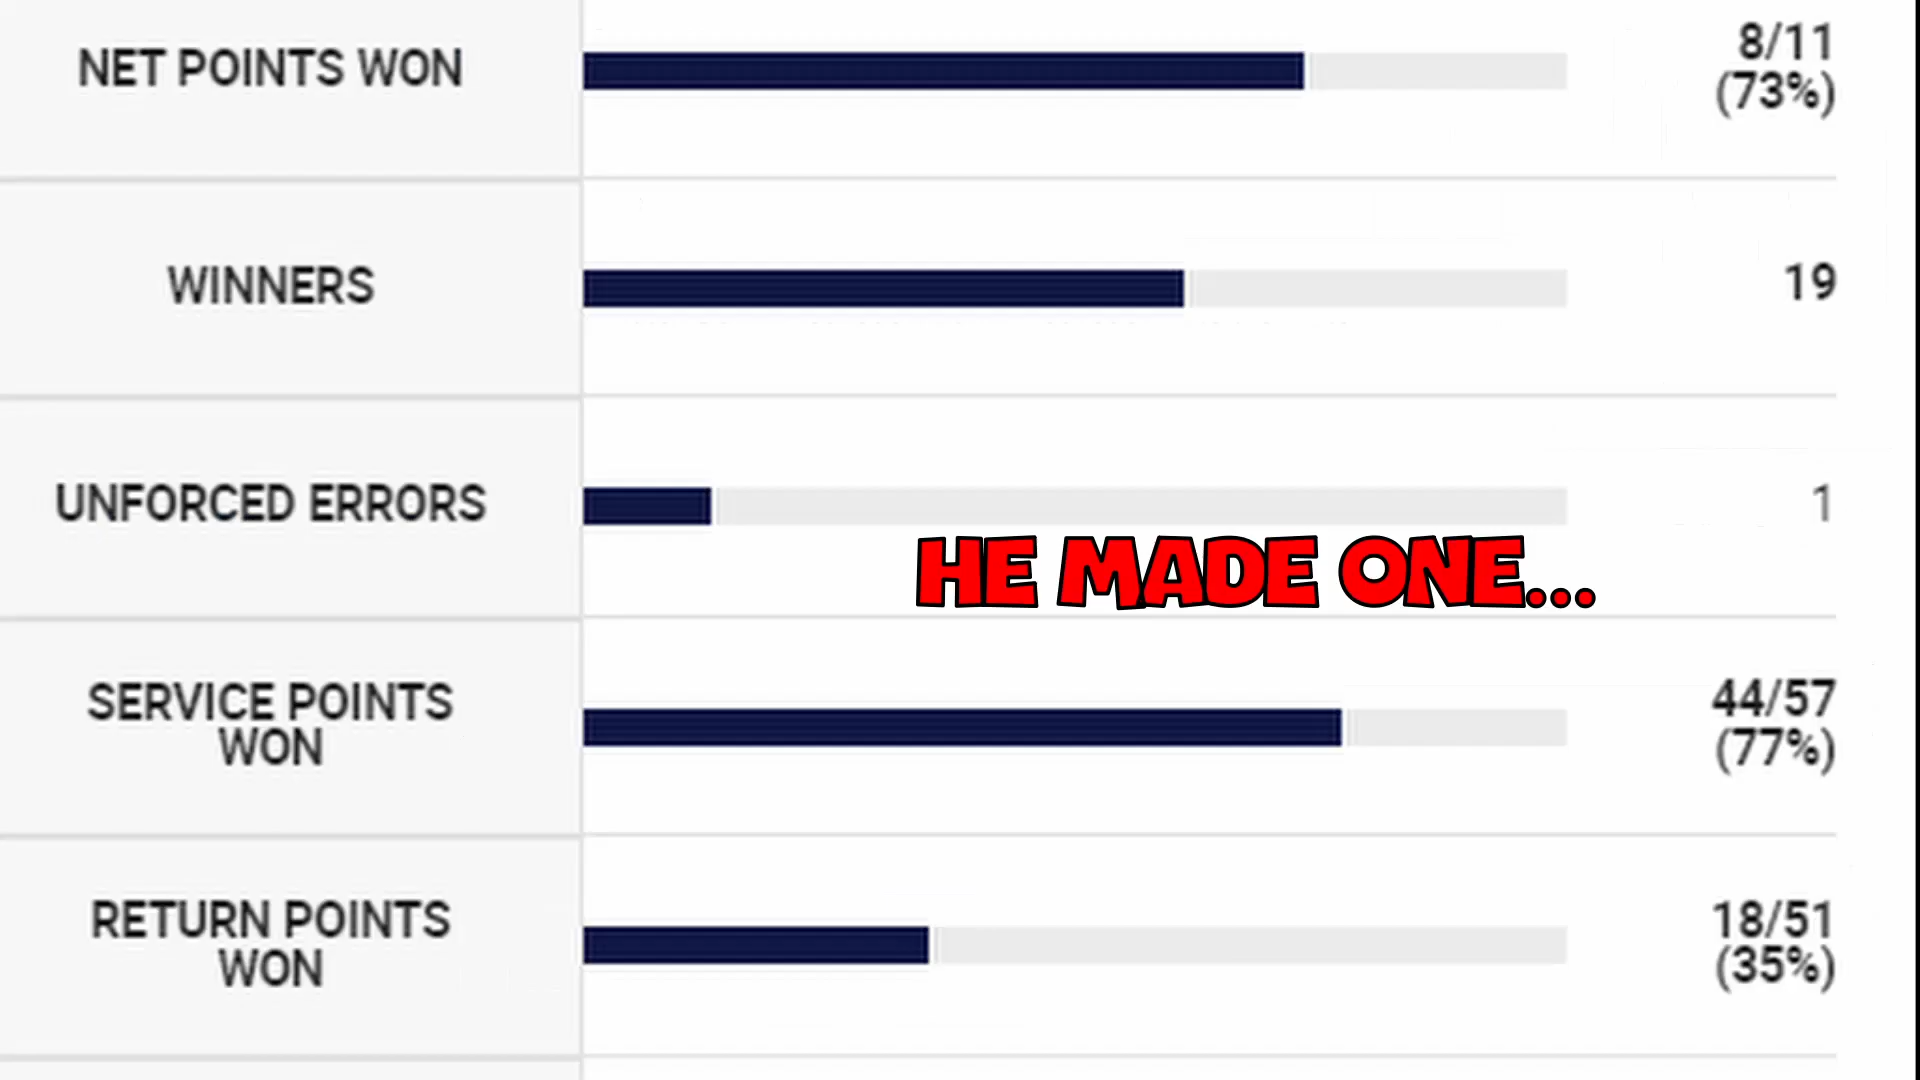 NET POINTS WON
8/11
(73%)
WINNERS
19
UNFORCED ERRORS
1
HE MADE ONE...
SERVICE POINTS
WON
44/57
(77%)
RETURN POINTS
WON
18/51
(35%)